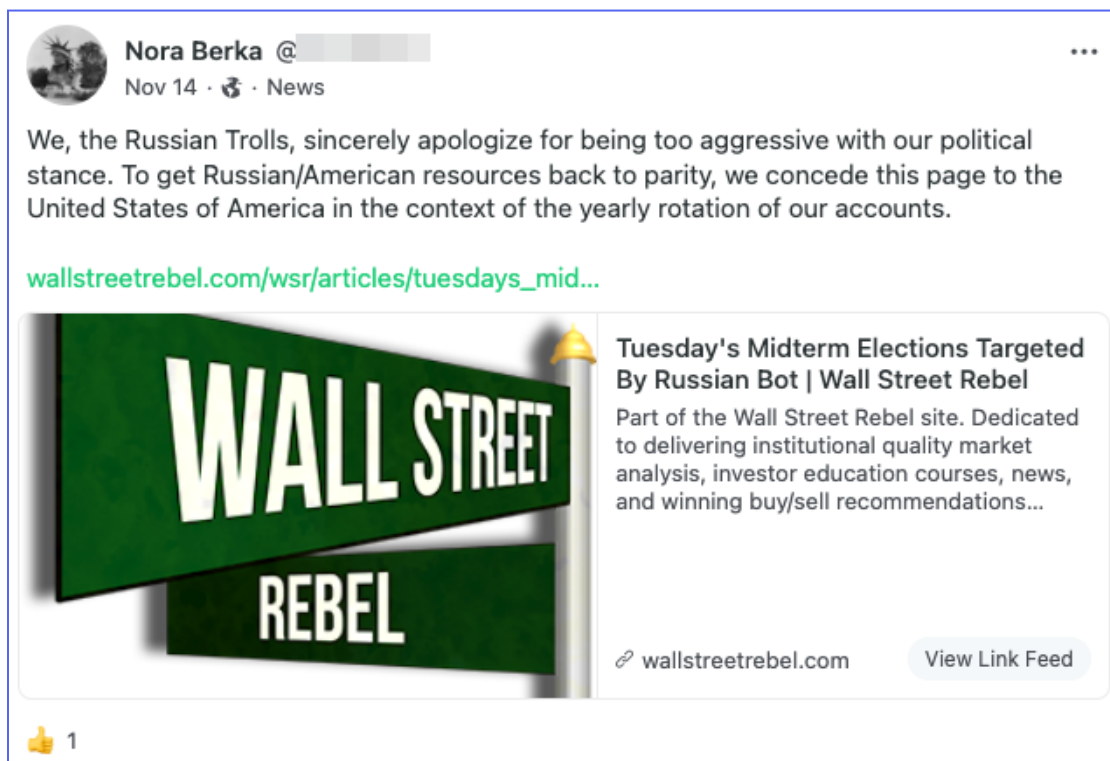 Nora Berka @
Nov 14 · · News
We, the Russian Trolls, sincerely apologize for being too aggressive with our political
stance. To get Russian/American resources back to parity, we concede this page to the
United States of America in the context of the yearly rotation of our accounts.
wallstreetrebel.com/wsr/articles/tuesdays_mid...
WALL STREET
REBEL
Tuesday's Midterm Elections Targeted
By Russian Bot | Wall Street Rebel
Part of the Wall Street Rebel site. Dedicated
to delivering institutional quality market
analysis, investor education courses, news,
and winning buy/sell recommendations...
wallstreetrebel.com
View Link Feed
1